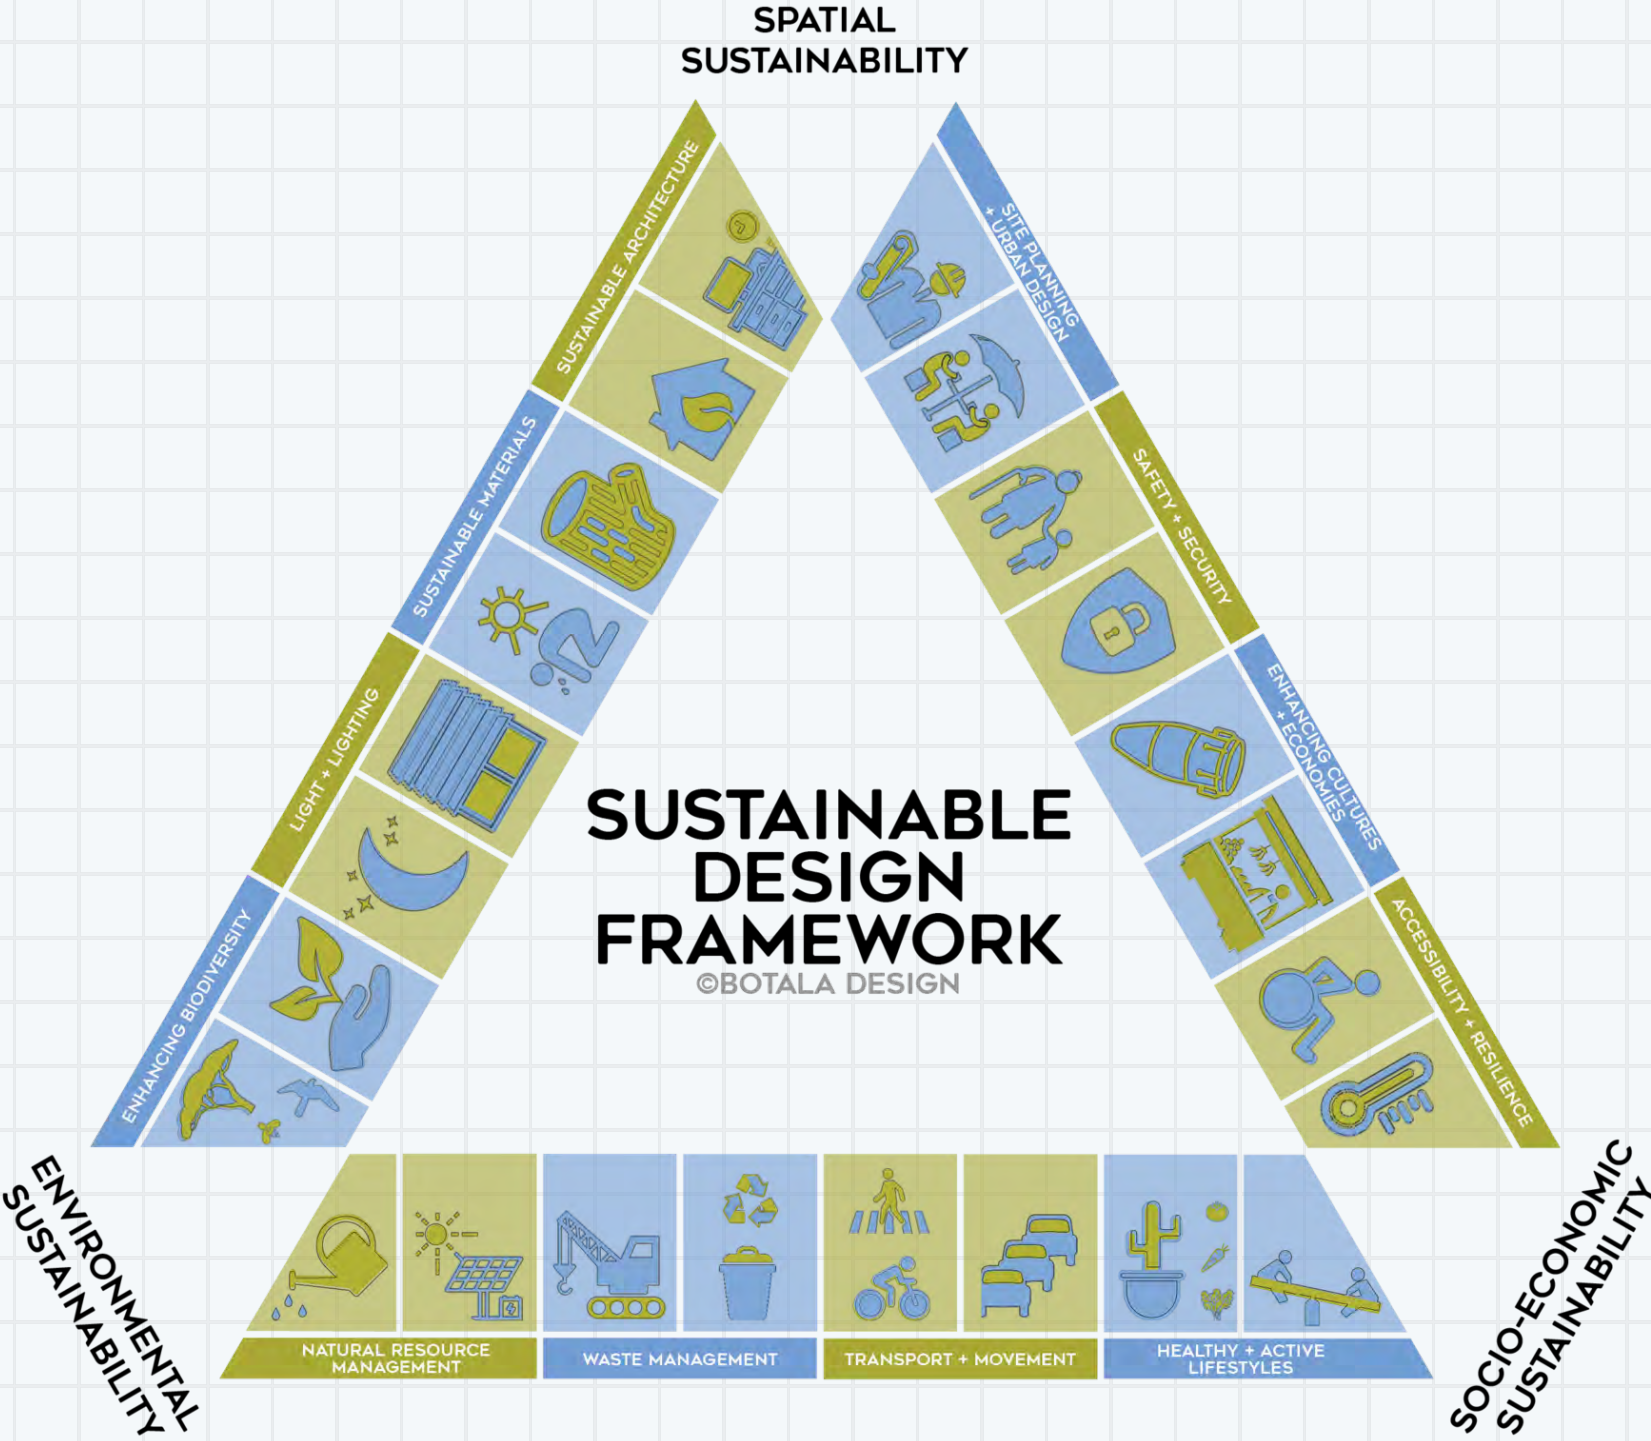 SPATIAL
SUSTAINABILITY
SUSTAINABLE ARCHITECTURE
SITE PLANNING
+ URBAN DESIGN
SUSTAINABLE MATERIALS
SAFETY + SECURITY
LIGHT + LIGHTING
ENHANCING CULTURES
+ ECONOMIES
SUSTAINABLE
DESIGN
FRAMEWORK
©BOTALA DESIGN
ENHANCING BIODIVERSITY
ACCESSIBILITY + RESILIENCE
ENVIRONMENTAL
SUSTAINABILITY
SOCIO-ECONOMIC
SUSTAINABILITY
NATURAL RESOURCE
MANAGEMENT
WASTE MANAGEMENT
TRANSPORT + MOVEMENT
HEALTHY + ACTIVE
LIFESTYLES